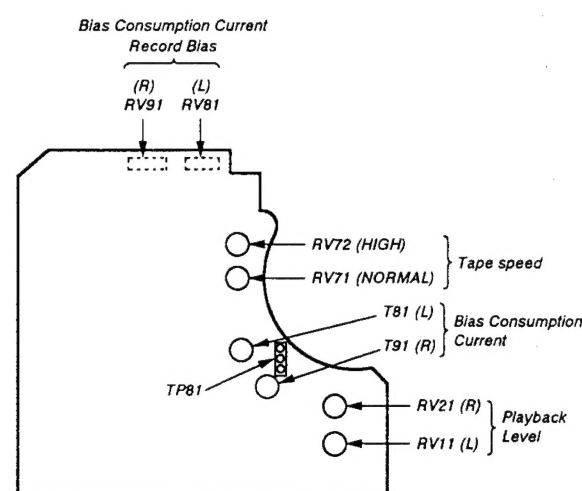 Bias Consumption Current
Record Bias
(R) (L)
RV91 RV81
RV72 (HIGH)
RV71 (NORMAL)
Tape speed
T81 (L)
T91 (R)
Bias Consumption
Current
TP81
RV21 (R)
RV11 (L)
Playback
Level